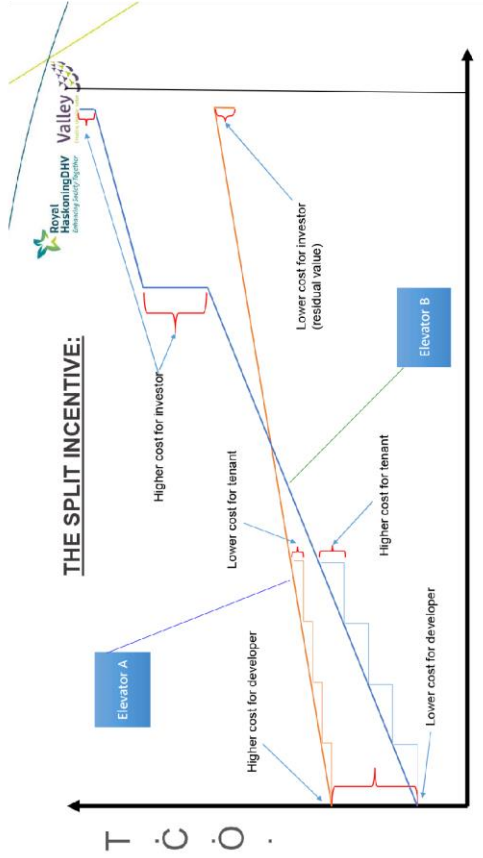 THE SPLIT INCENTIVE:
Royal
HaskoningDHV
Enhancing Society Together
Valley
T
.
C
.
O
.
Elevator A
Higher cost for investor
Higher cost for developer
Lower cost for tenant
Lower cost for investor
(residual value)
Higher cost for tenant
Elevator B
Lower cost for developer